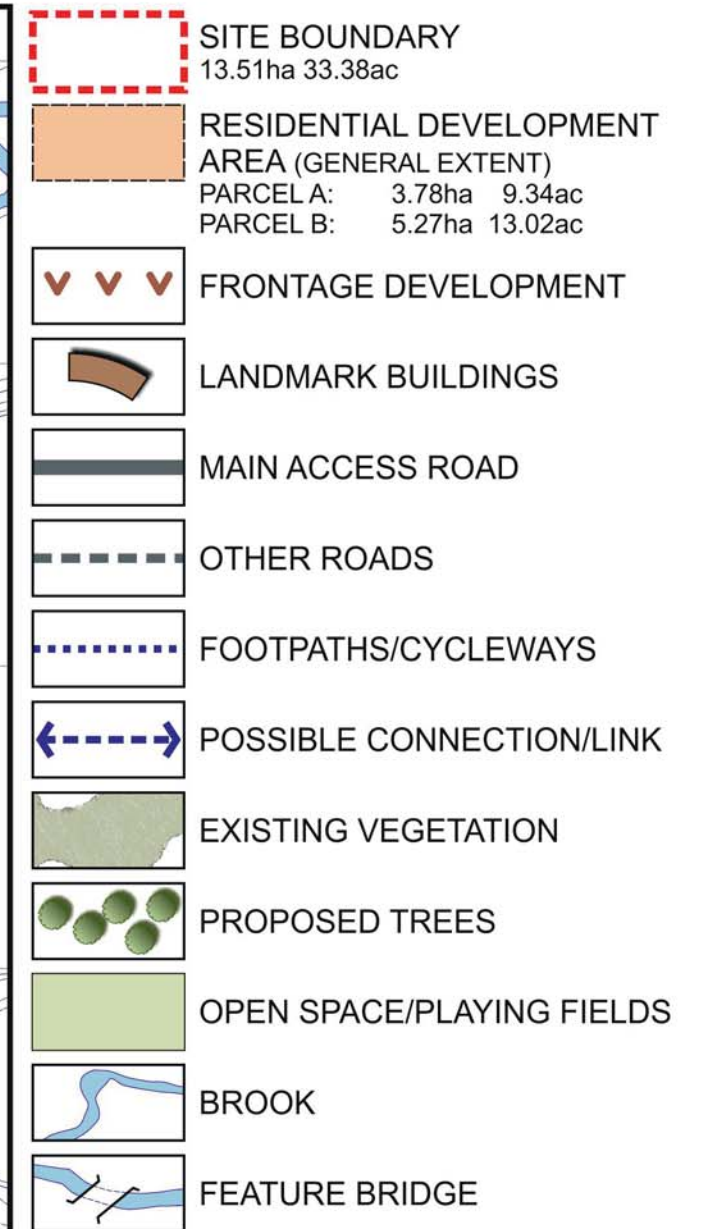 SITE BOUNDARY
13.51ha 33.38ac
RESIDENTIAL DEVELOPMENT
AREA (GENERAL EXTENT)
PARCEL A: 3.78ha 9.34ac
PARCEL B: 5.27ha 13.02ac
FRONTAGE DEVELOPMENT
LANDMARK BUILDINGS
MAIN ACCESS ROAD
OTHER ROADS
FOOTPATHS/CYCLEWAYS
POSSIBLE CONNECTION/LINK
EXISTING VEGETATION
PROPOSED TREES
OPEN SPACE/PLAYING FIELDS
BROOK
FEATURE BRIDGE